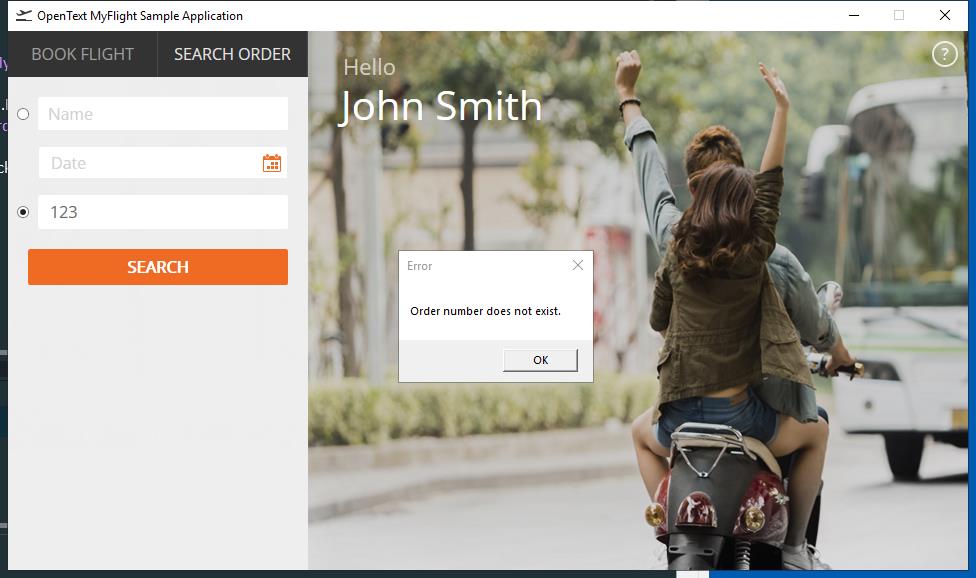 OpenText MyFlight Sample Application
BOOK FLIGHT
SEARCH ORDER
Name
Date
123
SEARCH
Hello
John Smith
?
Error
Order number does not exist.
OK